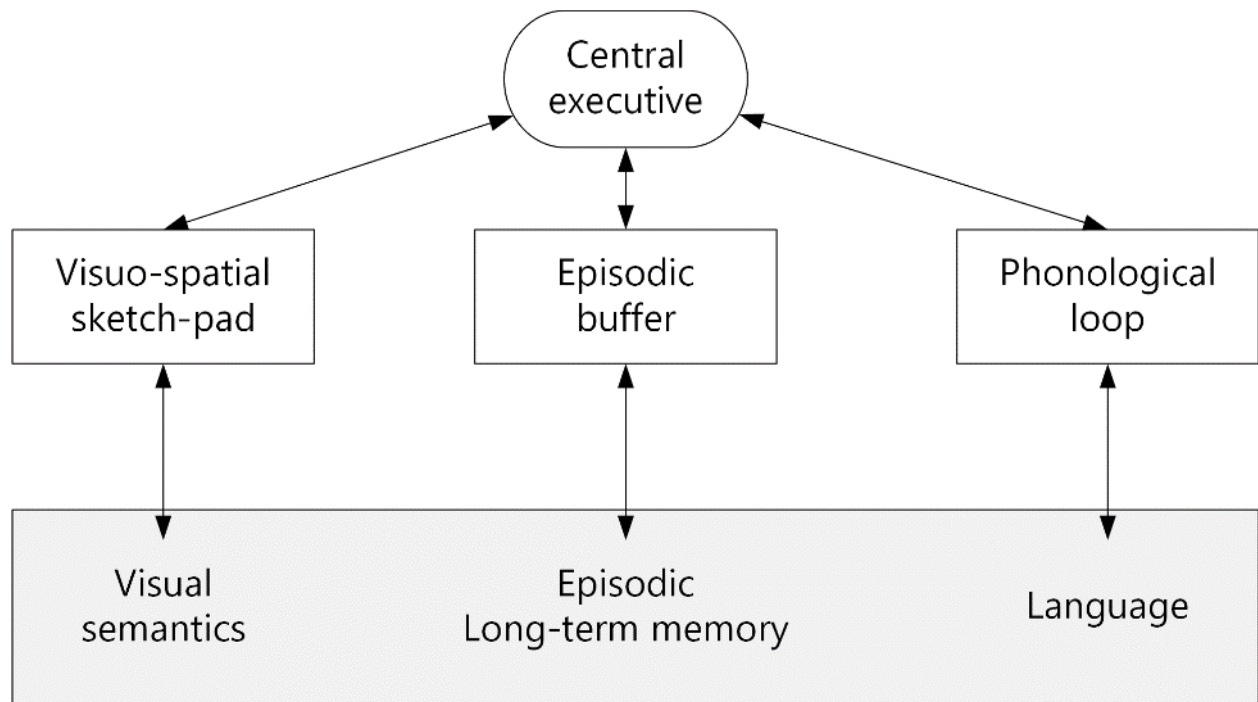 Central
executive
Visuo-spatial
sketch-pad
Episodic
buffer
Phonological
loop
Visual
semantics
Episodic
Long-term memory
Language